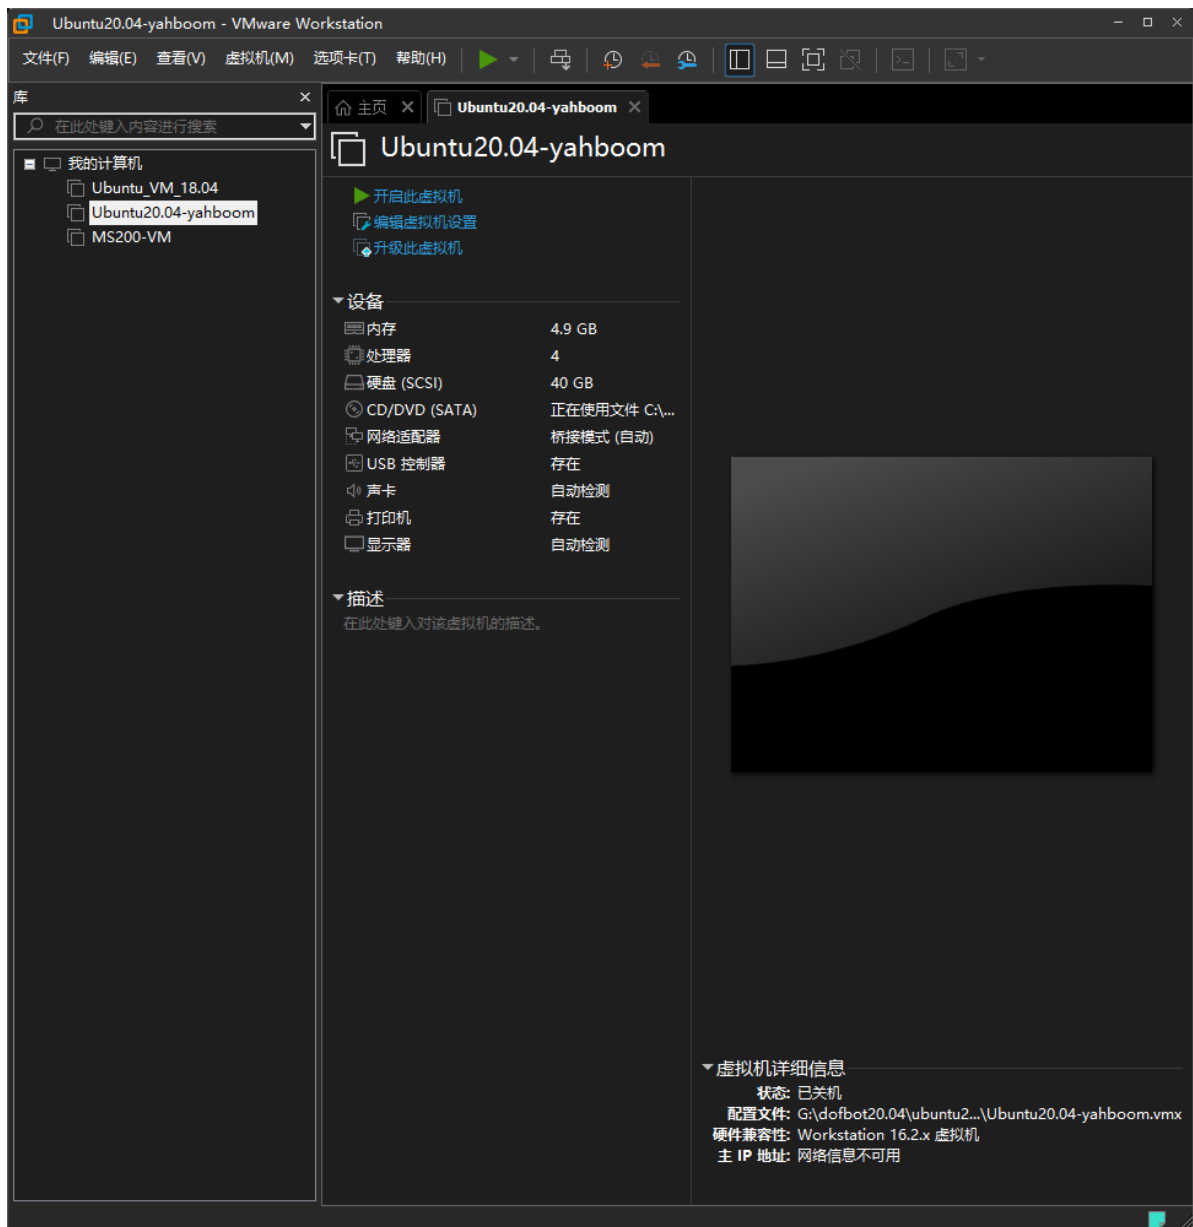 Ubuntu20.04-yahboom - VMware Workstation
文件(F) 编辑(E) 查看(V) 虚拟机(M) 选项卡(T) 帮助(H)
库
在此处键入内容进行搜索
我的计算机
Ubuntu_VM_18.04
Ubuntu20.04-yahboom
MS200-VM
主页 Ubuntu20.04-yahboom
Ubuntu20.04-yahboom
开启此虚拟机
编辑虚拟机设置
升级此虚拟机
设备
内存 4.9 GB
处理器 4
硬盘 (SCSI) 40 GB
CD/DVD (SATA) 正在使用文件 C:\...
网络适配器 桥接模式 (自动)
USB 控制器 存在
声卡 自动检测
打印机 存在
显示器 自动检测
描述
在此处键入对该虚拟机的描述。
虚拟机详细信息
状态: 已关机
配置文件: G:\dofbot20.04\ubuntu2...\Ubuntu20.04-yahboom.vmx
硬件兼容性: Workstation 16.2.x 虚拟机
主 IP 地址: 网络信息不可用